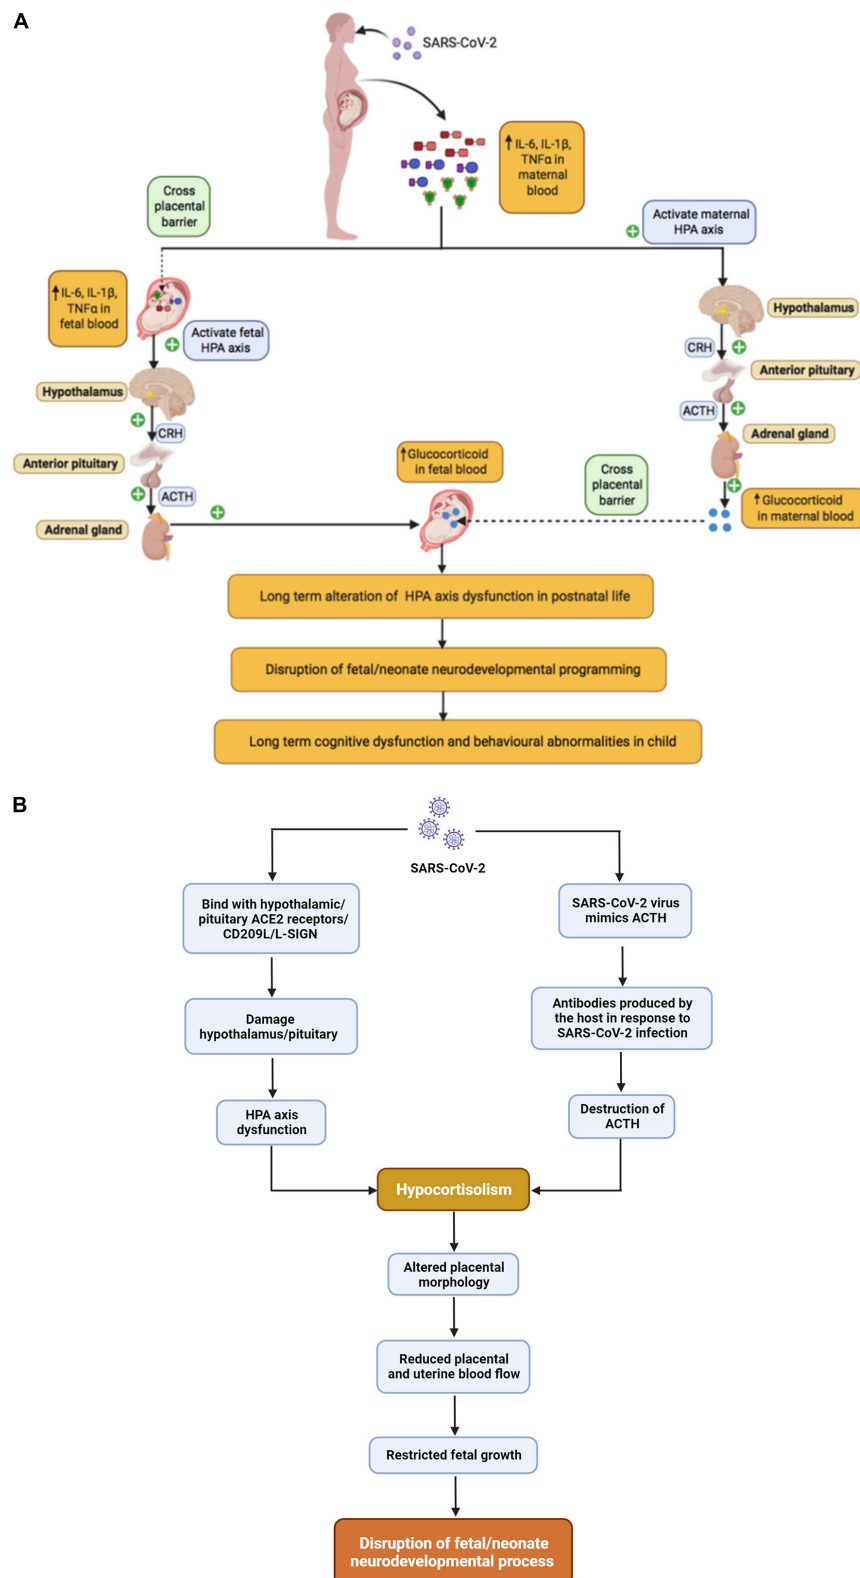 A
SARS-CoV-2
↑ IL-6, IL-1β,
TNFα in
maternal
blood
Cross
placental
barrier
Activate maternal
HPA axis
↑IL-6, IL-1β,
TNFα in
fetal blood
Activate fetal
HPA axis
Hypothalamus
CRH
Anterior pituitary
ACTH
Adrenal gland
Hypothalamus
CRH
Anterior pituitary
ACTH
Adrenal gland
↑Glucocorticoid
in fetal blood
Cross
placental
barrier
↑Glucocorticoid
in maternal blood
Long term alteration of HPA axis dysfunction in postnatal life
Disruption of fetal/neonate neurodevelopmental programming
Long term cognitive dysfunction and behavioural abnormalities in child
B
SARS-CoV-2
Bind with hypothalamic/
pituitary ACE2 receptors/
CD209L/L-SIGN
Damage
hypothalamus/pituitary
HPA axis
dysfunction
SARS-CoV-2 virus
mimics ACTH
Antibodies produced by
the host in response to
SARS-CoV-2 infection
Destruction of
ACTH
Hypocortisolism
Altered placental
morphology
Reduced placental
and uterine blood flow
Restricted fetal growth
Disruption of fetal/neonate
neurodevelopmental process